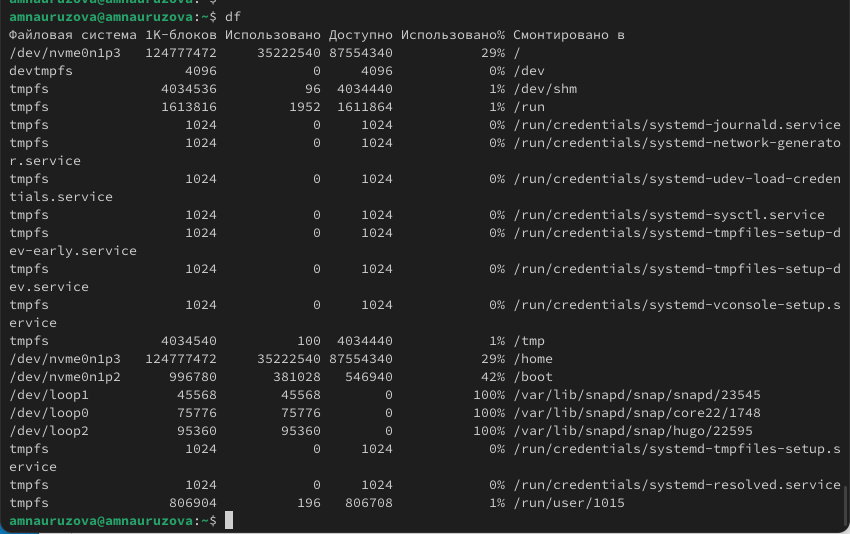 amnauruzova@amnauruzova:~$ df
Файловая система 1K-блоков Использовано Доступно Использовано% Смонтировано в
/dev/nvme0n1p3 124777472 35222540 87554340 29% /
devtmpfs 4096 0 4096 0% /dev
tmpfs 4034536 96 4034440 1% /dev/shm
tmpfs 1613816 1952 1611864 1% /run
tmpfs 1024 0 1024 0% /run/credentials/systemd-journald.service
tmpfs 1024 0 1024 0% /run/credentials/systemd-network-generato
r.service
tmpfs 1024 0 1024 0% /run/credentials/systemd-udev-load-creden
tials.service
tmpfs 1024 0 1024 0% /run/credentials/systemd-sysctl.service
tmpfs 1024 0 1024 0% /run/credentials/systemd-tmpfiles-setup-d
ev-early.service
tmpfs 1024 0 1024 0% /run/credentials/systemd-tmpfiles-setup-d
ev.service
tmpfs 1024 0 1024 0% /run/credentials/systemd-vconsole-setup.s
ervice
tmpfs 4034540 100 4034440 1% /tmp
/dev/nvme0n1p3 124777472 35222540 87554340 29% /home
/dev/nvme0n1p2 996780 381028 546940 42% /boot
/dev/loop1 45568 45568 0 100% /var/lib/snapd/snap/snapd/23545
/dev/loop0 75776 75776 0 100% /var/lib/snapd/snap/core22/1748
/dev/loop2 95360 95360 0 100% /var/lib/snapd/snap/hugo/22595
tmpfs 1024 0 1024 0% /run/credentials/systemd-tmpfiles-setup.s
ervice
tmpfs 1024 0 1024 0% /run/credentials/systemd-resolved.service
tmpfs 806904 196 806708 1% /run/user/1015
amnauruzova@amnauruzova:~$